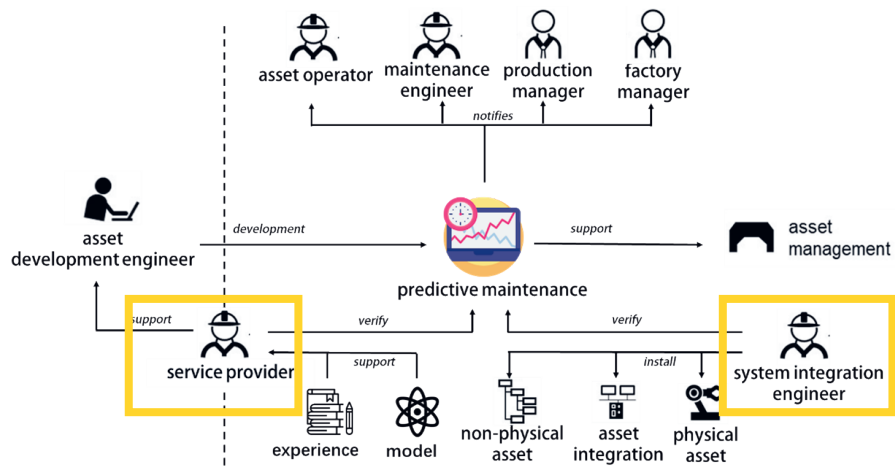 asset operator
maintenance
engineer
production
manager
factory
manager
notifies
asset
development engineer
development
support
asset
management
predictive maintenance
support
verify
verify
service provider
support
install
system integration
engineer
experience
model
non-physical
asset
asset
integration
physical
asset